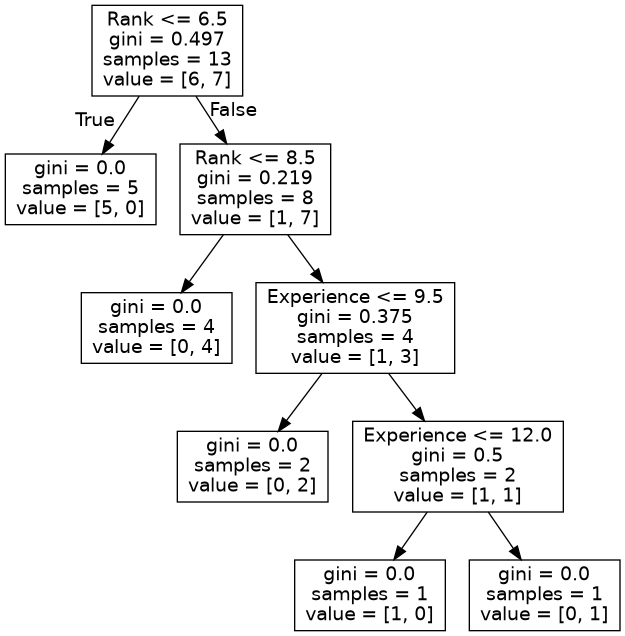 Rank <= 6.5
gini = 0.497
samples = 13
value = [6, 7]
True
False
gini = 0.0
samples = 5
value = [5, 0]
Rank <= 8.5
gini = 0.219
samples = 8
value = [1, 7]
gini = 0.0
samples = 4
value = [0, 4]
Experience <= 9.5
gini = 0.375
samples = 4
value = [1, 3]
gini = 0.0
samples = 2
value = [0, 2]
Experience <= 12.0
gini = 0.5
samples = 2
value = [1, 1]
gini = 0.0
samples = 1
value = [1, 0]
gini = 0.0
samples = 1
value = [0, 1]